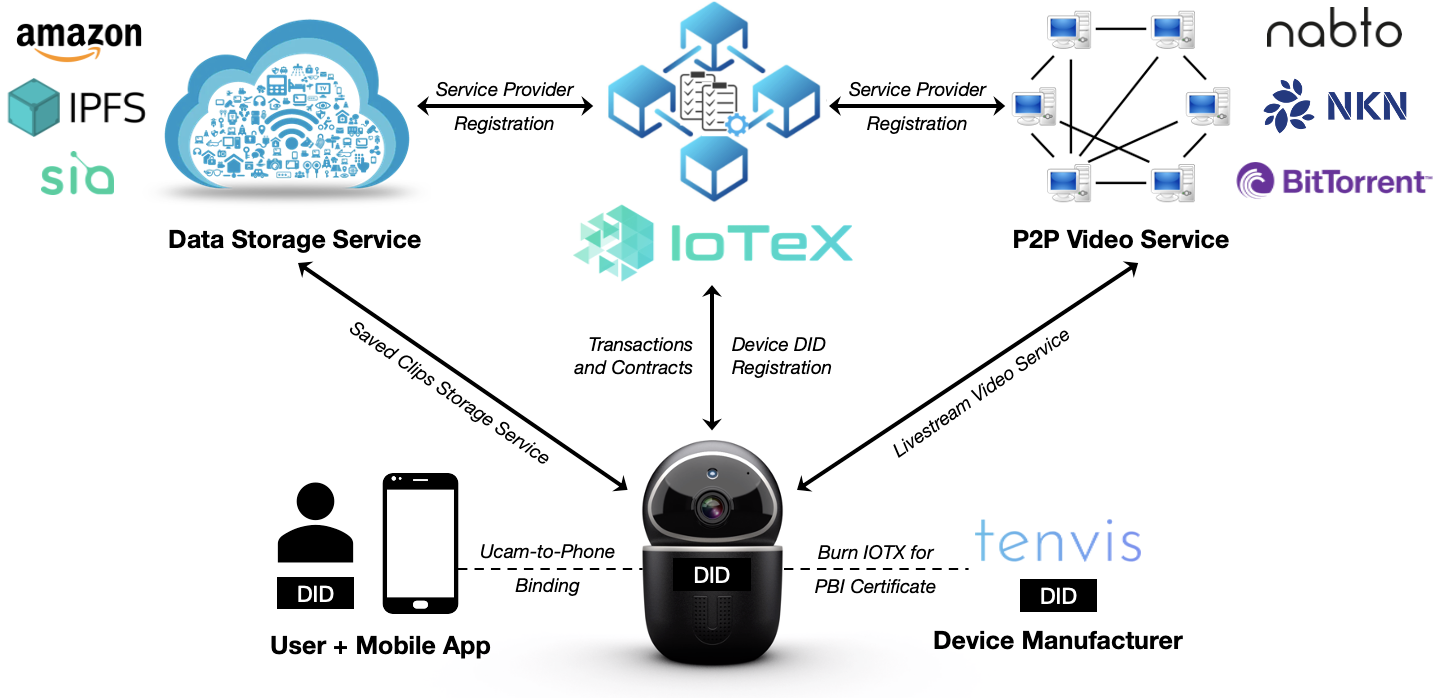 amazon
IPFS
sia
Service Provider
Registration
Service Provider
Registration
nabto
NKN
BitTorrent™
Data Storage Service
IoTeX
P2P Video Service
Saved Clips Storage Service
Transactions
and Contracts
Device DID
Registration
Livestream Video Service
Ucam-to-Phone
Binding
DID
User + Mobile App
DID
Burn IOTX for
PBI Certificate
tenvis
DID
Device Manufacturer